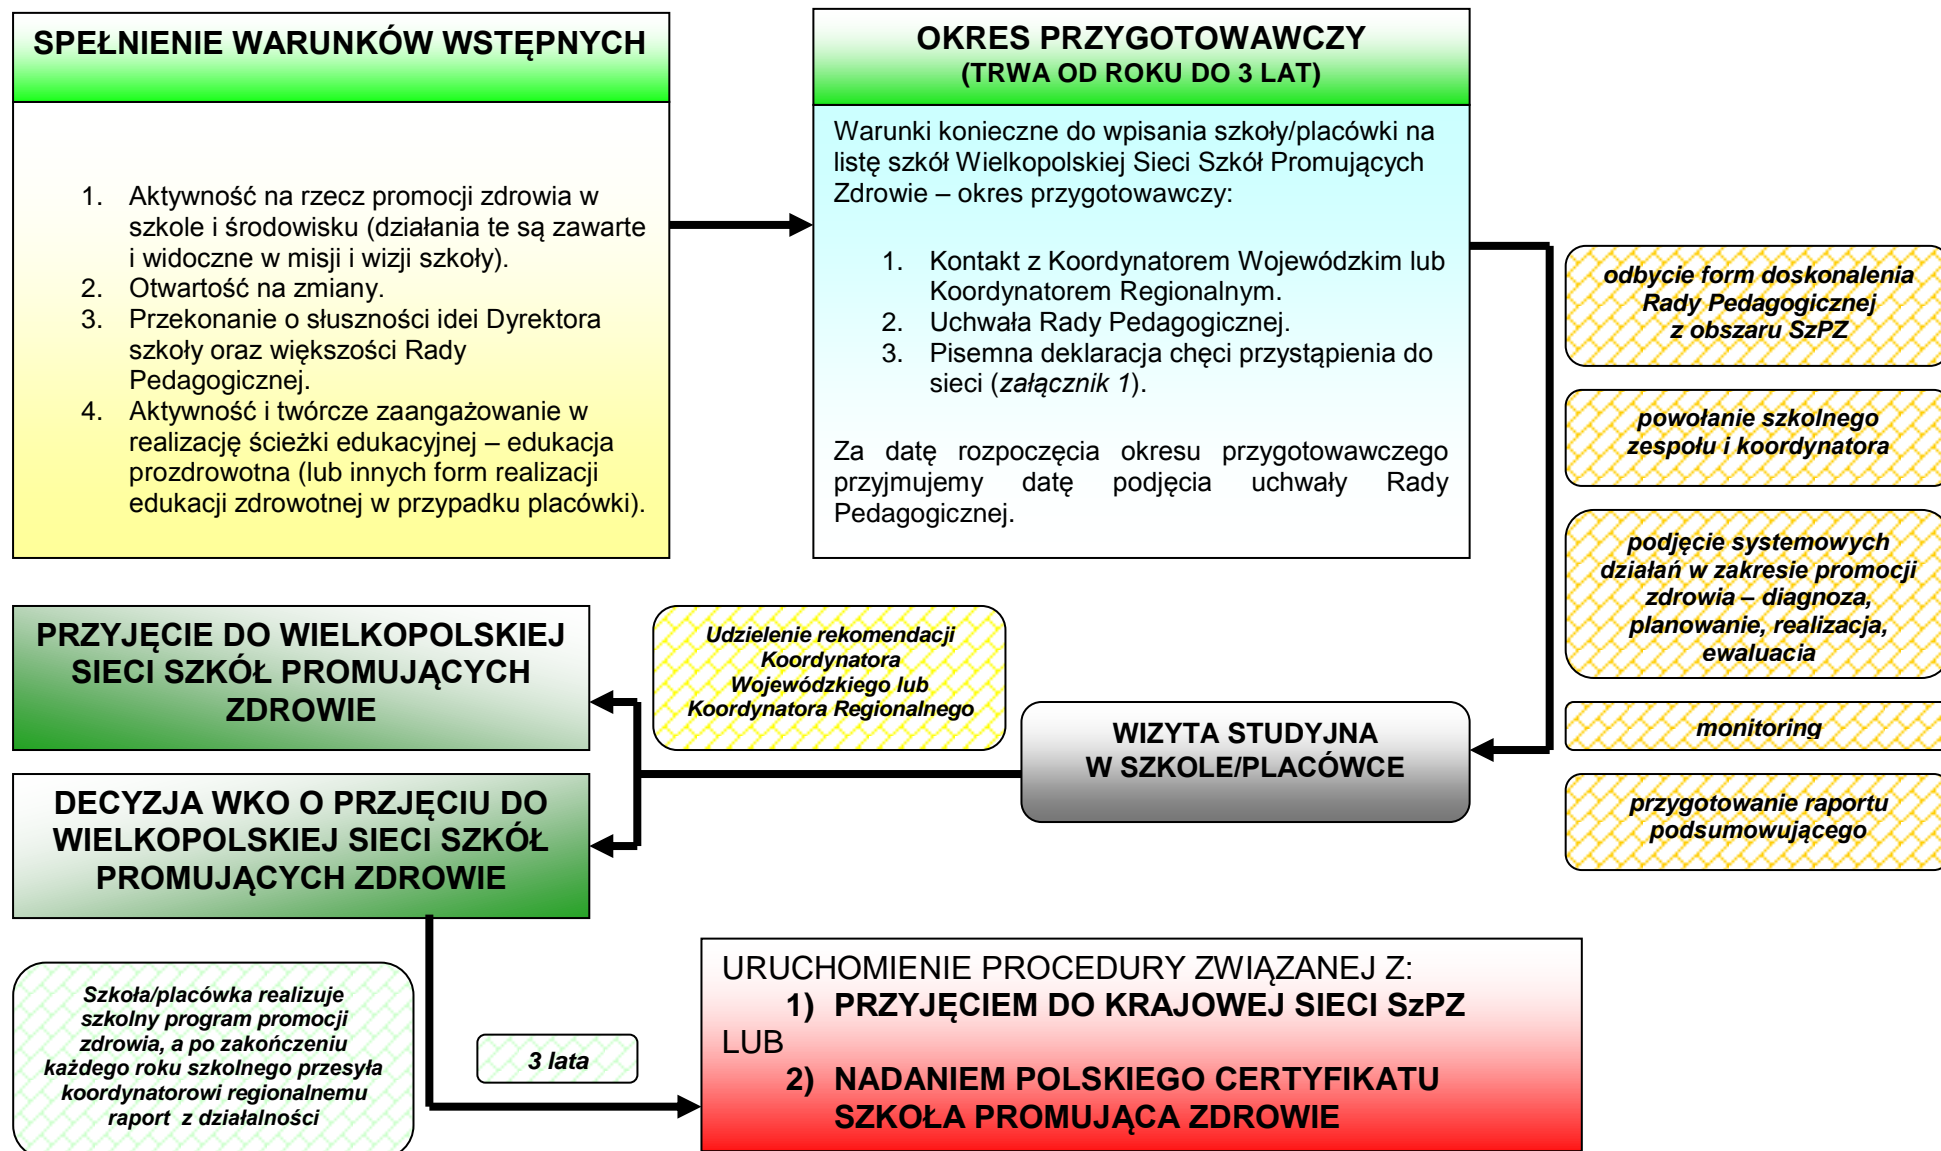 SPEŁNIENIE WARUNKÓW WSTĘPNYCH
1. Aktywność na rzecz promocji zdrowia w
szkole i środowisku (działania te są zawarte
i widoczne w misji i wizji szkoły).
2. Otwartość na zmiany.
3. Przekonanie o słuszności idei Dyrektora
szkoły oraz większości Rady
Pedagogicznej.
4. Aktywność i twórcze zaangażowanie w
realizację ścieżki edukacyjnej – edukacja
prozdrowotna (lub innych form realizacji
edukacji zdrowotnej w przypadku placówki).
OKRES PRZYGOTOWAWCZY
(TRWA OD ROKU DO 3 LAT)
Warunki konieczne do wpisania szkoły/placówki na
listę szkół Wielkopolskiej Sieci Szkół Promujących
Zdrowie – okres przygotowawczy:
1. Kontakt z Koordynatorem Wojewódzkim lub
Koordynatorem Regionalnym.
2. Uchwała Rady Pedagogicznej.
3. Pisemna deklaracja chęci przystąpienia do
sieci (załącznik 1).
Za datę rozpoczęcia okresu przygotowawczego
przyjmujemy datę podjęcia uchwały Rady
Pedagogicznej.
odbycie form doskonalenia
Rady Pedagogicznej
z obszaru SzPZ
powołanie szkolnego
zespołu i koordynatora
podjęcie systemowych
działań w zakresie promocji
zdrowia – diagnoza,
planowanie, realizacja,
ewaluacja
monitoring
przygotowanie raportu
podsumowującego
WIZYTA STUDYJNA
W SZKOLE/PLACÓWCE
Udzielenie rekomendacji
Koordynatora
Wojewódzkiego lub
Koordynatora Regionalnego
PRZYJĘCIE DO WIELKOPOLSKIEJ
SIECI SZKÓŁ PROMUJĄCYCH
ZDROWIE
DECYZJA WKO O PRZJĘCIU DO
WIELKOPOLSKIEJ SIECI SZKÓŁ
PROMUJĄCYCH ZDROWIE
Szkoła/placówka realizuje
szkolny program promocji
zdrowia, a po zakończeniu
każdego roku szkolnego przesyła
koordynatorowi regionalnemu
raport z działalności
3 lata
URUCHOMIENIE PROCEDURY ZWIĄZANEJ Z:
1) PRZYJĘCIEM DO KRAJOWEJ SIECI SzPZ
LUB
2) NADANIEM POLSKIEGO CERTYFIKATU
SZKOŁA PROMUJĄCA ZDROWIE